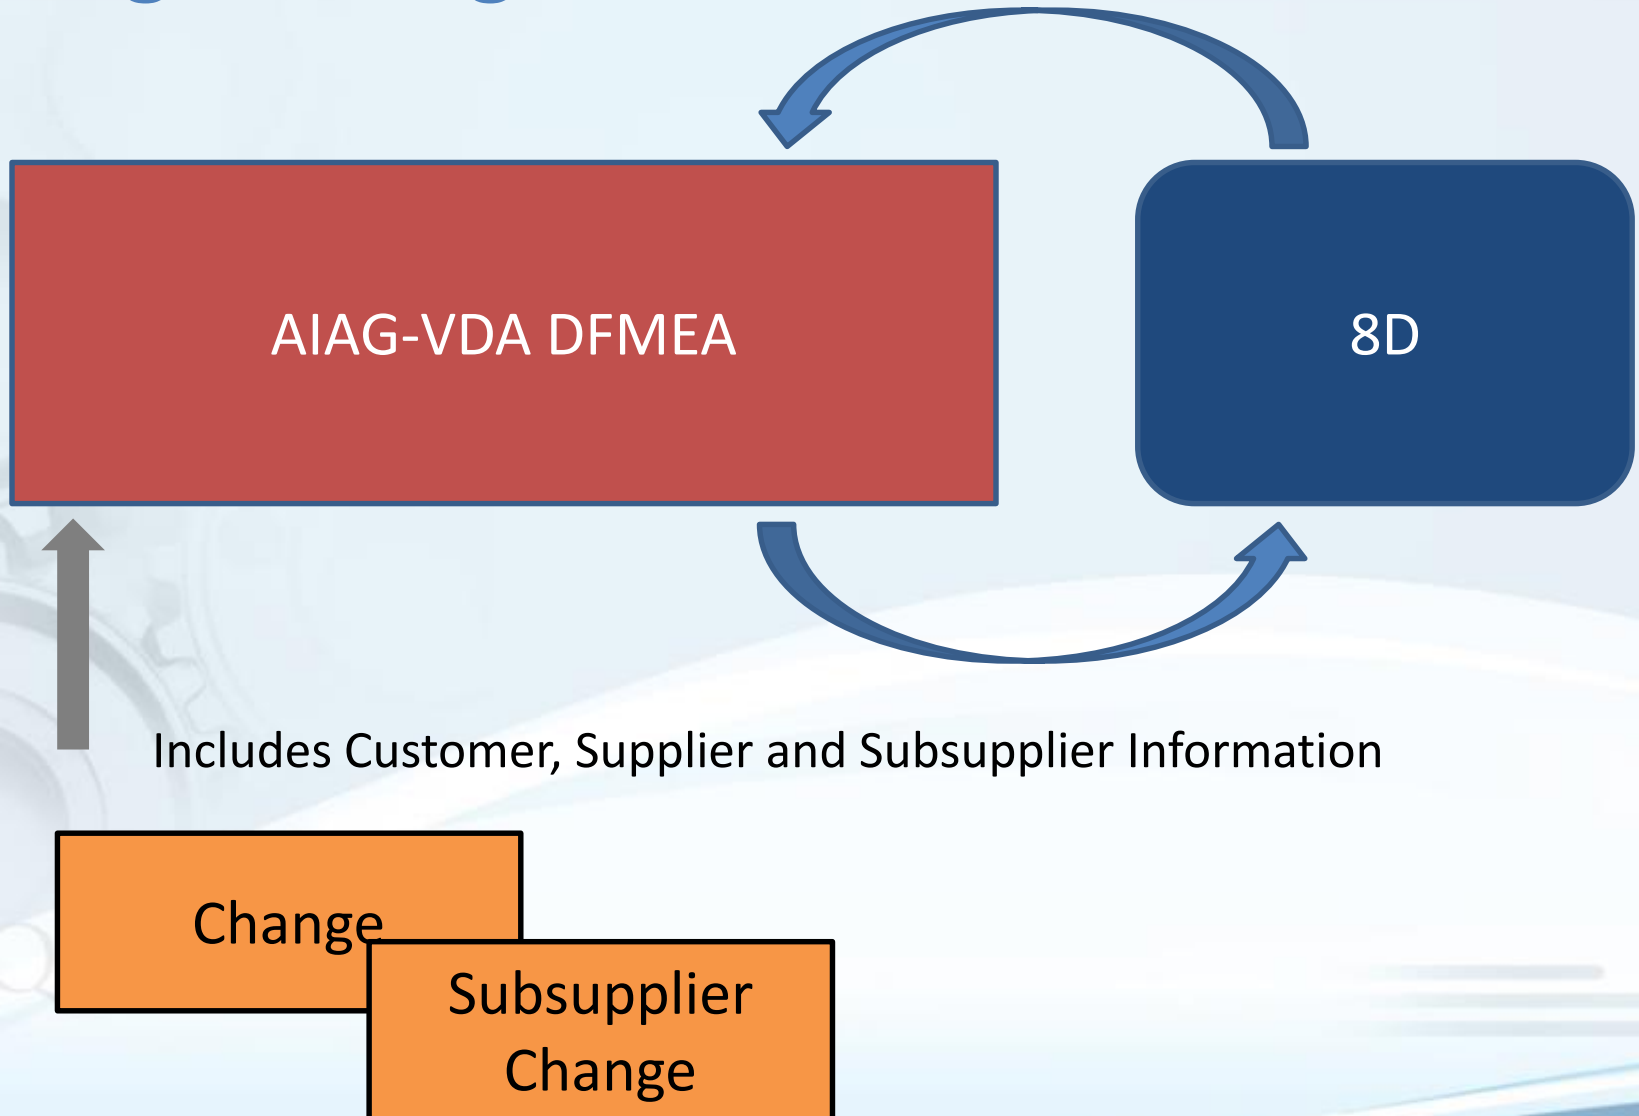 AIAG-VDA DFMEA
8D
Includes Customer, Supplier and Subsupplier Information
Change
Subsupplier
Change